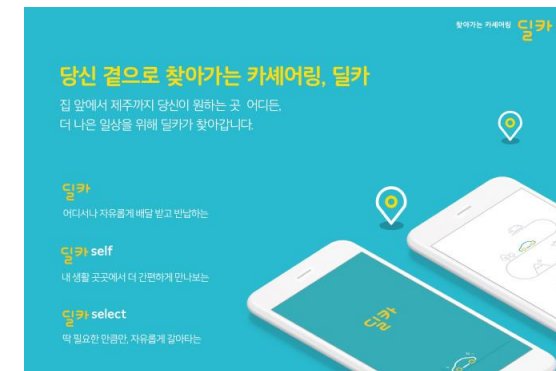 찾아가는 카셰어링 딜카
당신 곁으로 찾아가는 카셰어링, 딜카
집 앞에서 제주까지 당신이 원하는 곳 어디든,
더 나은 일상을 위해 딜카가 찾아갑니다.
딜카
어디서나 자유롭게 배달 받고 반납하는
딜카 self
내 생활 곳곳에서 더 간편하게 만나보는
딜카 select
딱 필요한 만큼만, 자유롭게 갈아타는
딜카